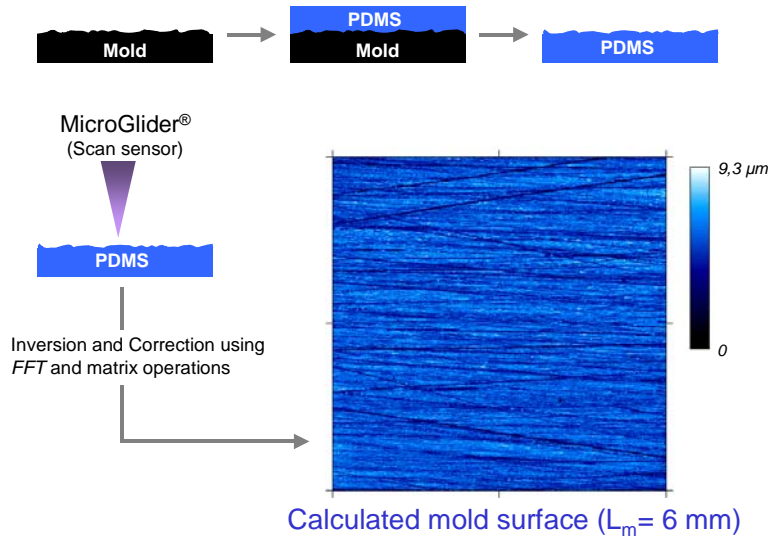 PDMS
Mold
Mold
PDMS
MicroGlider®
(Scan sensor)
PDMS
Inversion and Correction using
FFT and matrix operations
9,3 µm
0
Calculated mold surface (Lm= 6 mm)